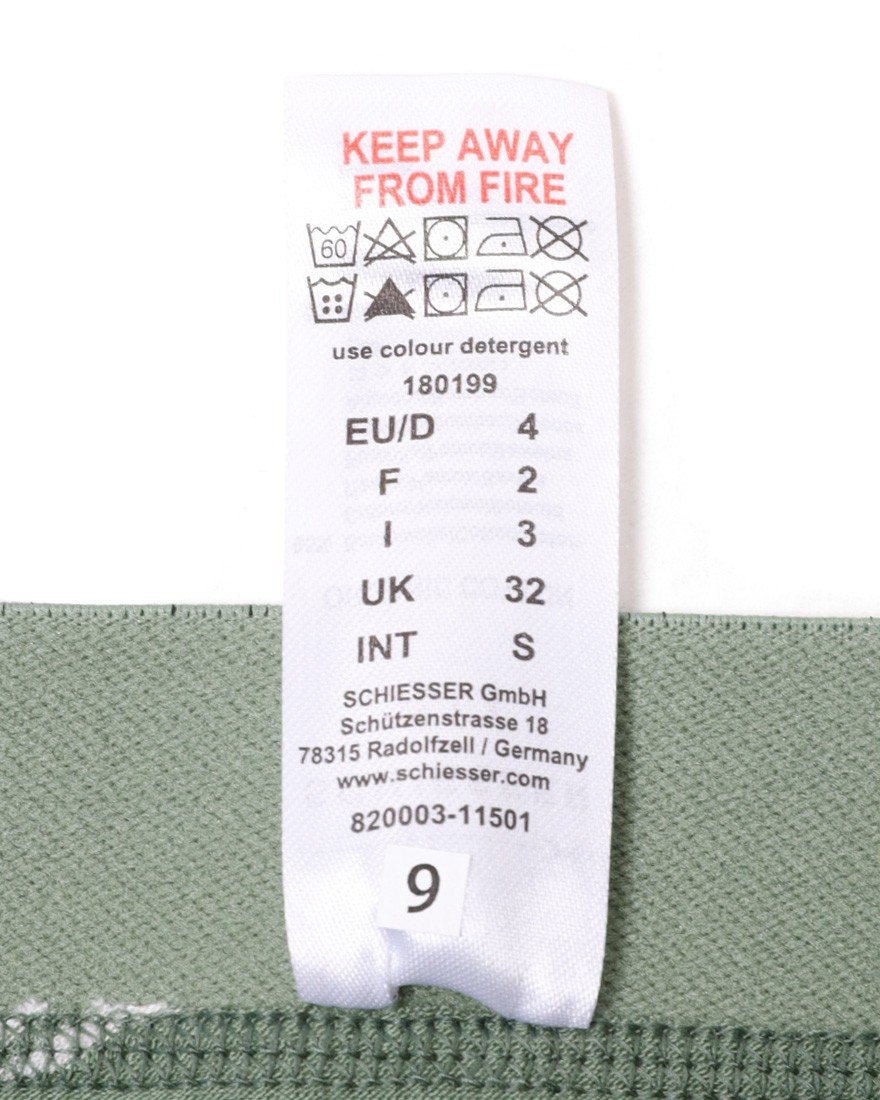 KEEP AWAY
FROM FIRE
60
use colour detergent
180199
EU/D 4
F 2
I 3
UK 32
INT S
SCHIESSER GmbH
Schützenstrasse 18
78315 Radolfzell / Germany
www.schiesser.com
820003-11501
9